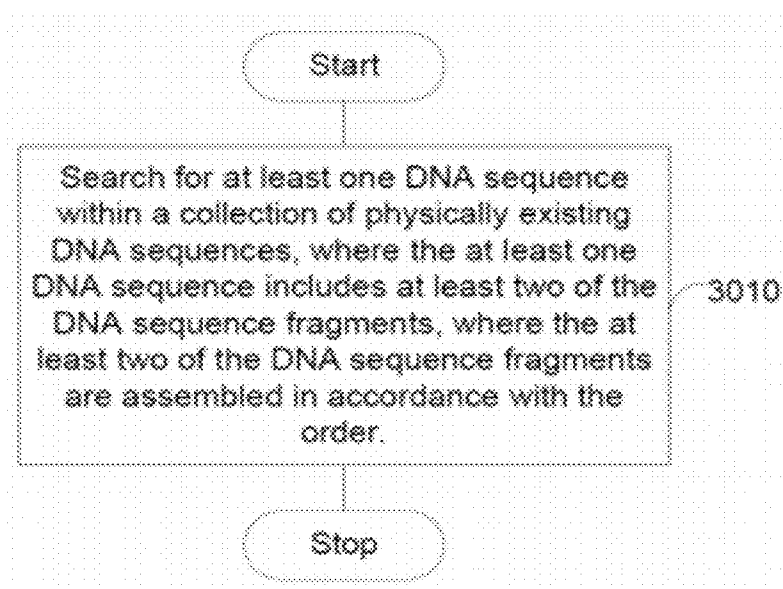 Start
Search for at least one DNA sequence
within a collection of physically existing
DNA sequences, where the at least one
DNA sequence includes at least two of the
DNA sequence fragments, where the at
least two of the DNA sequence fragments
are assembled in accordance with the
order.
3010
Stop